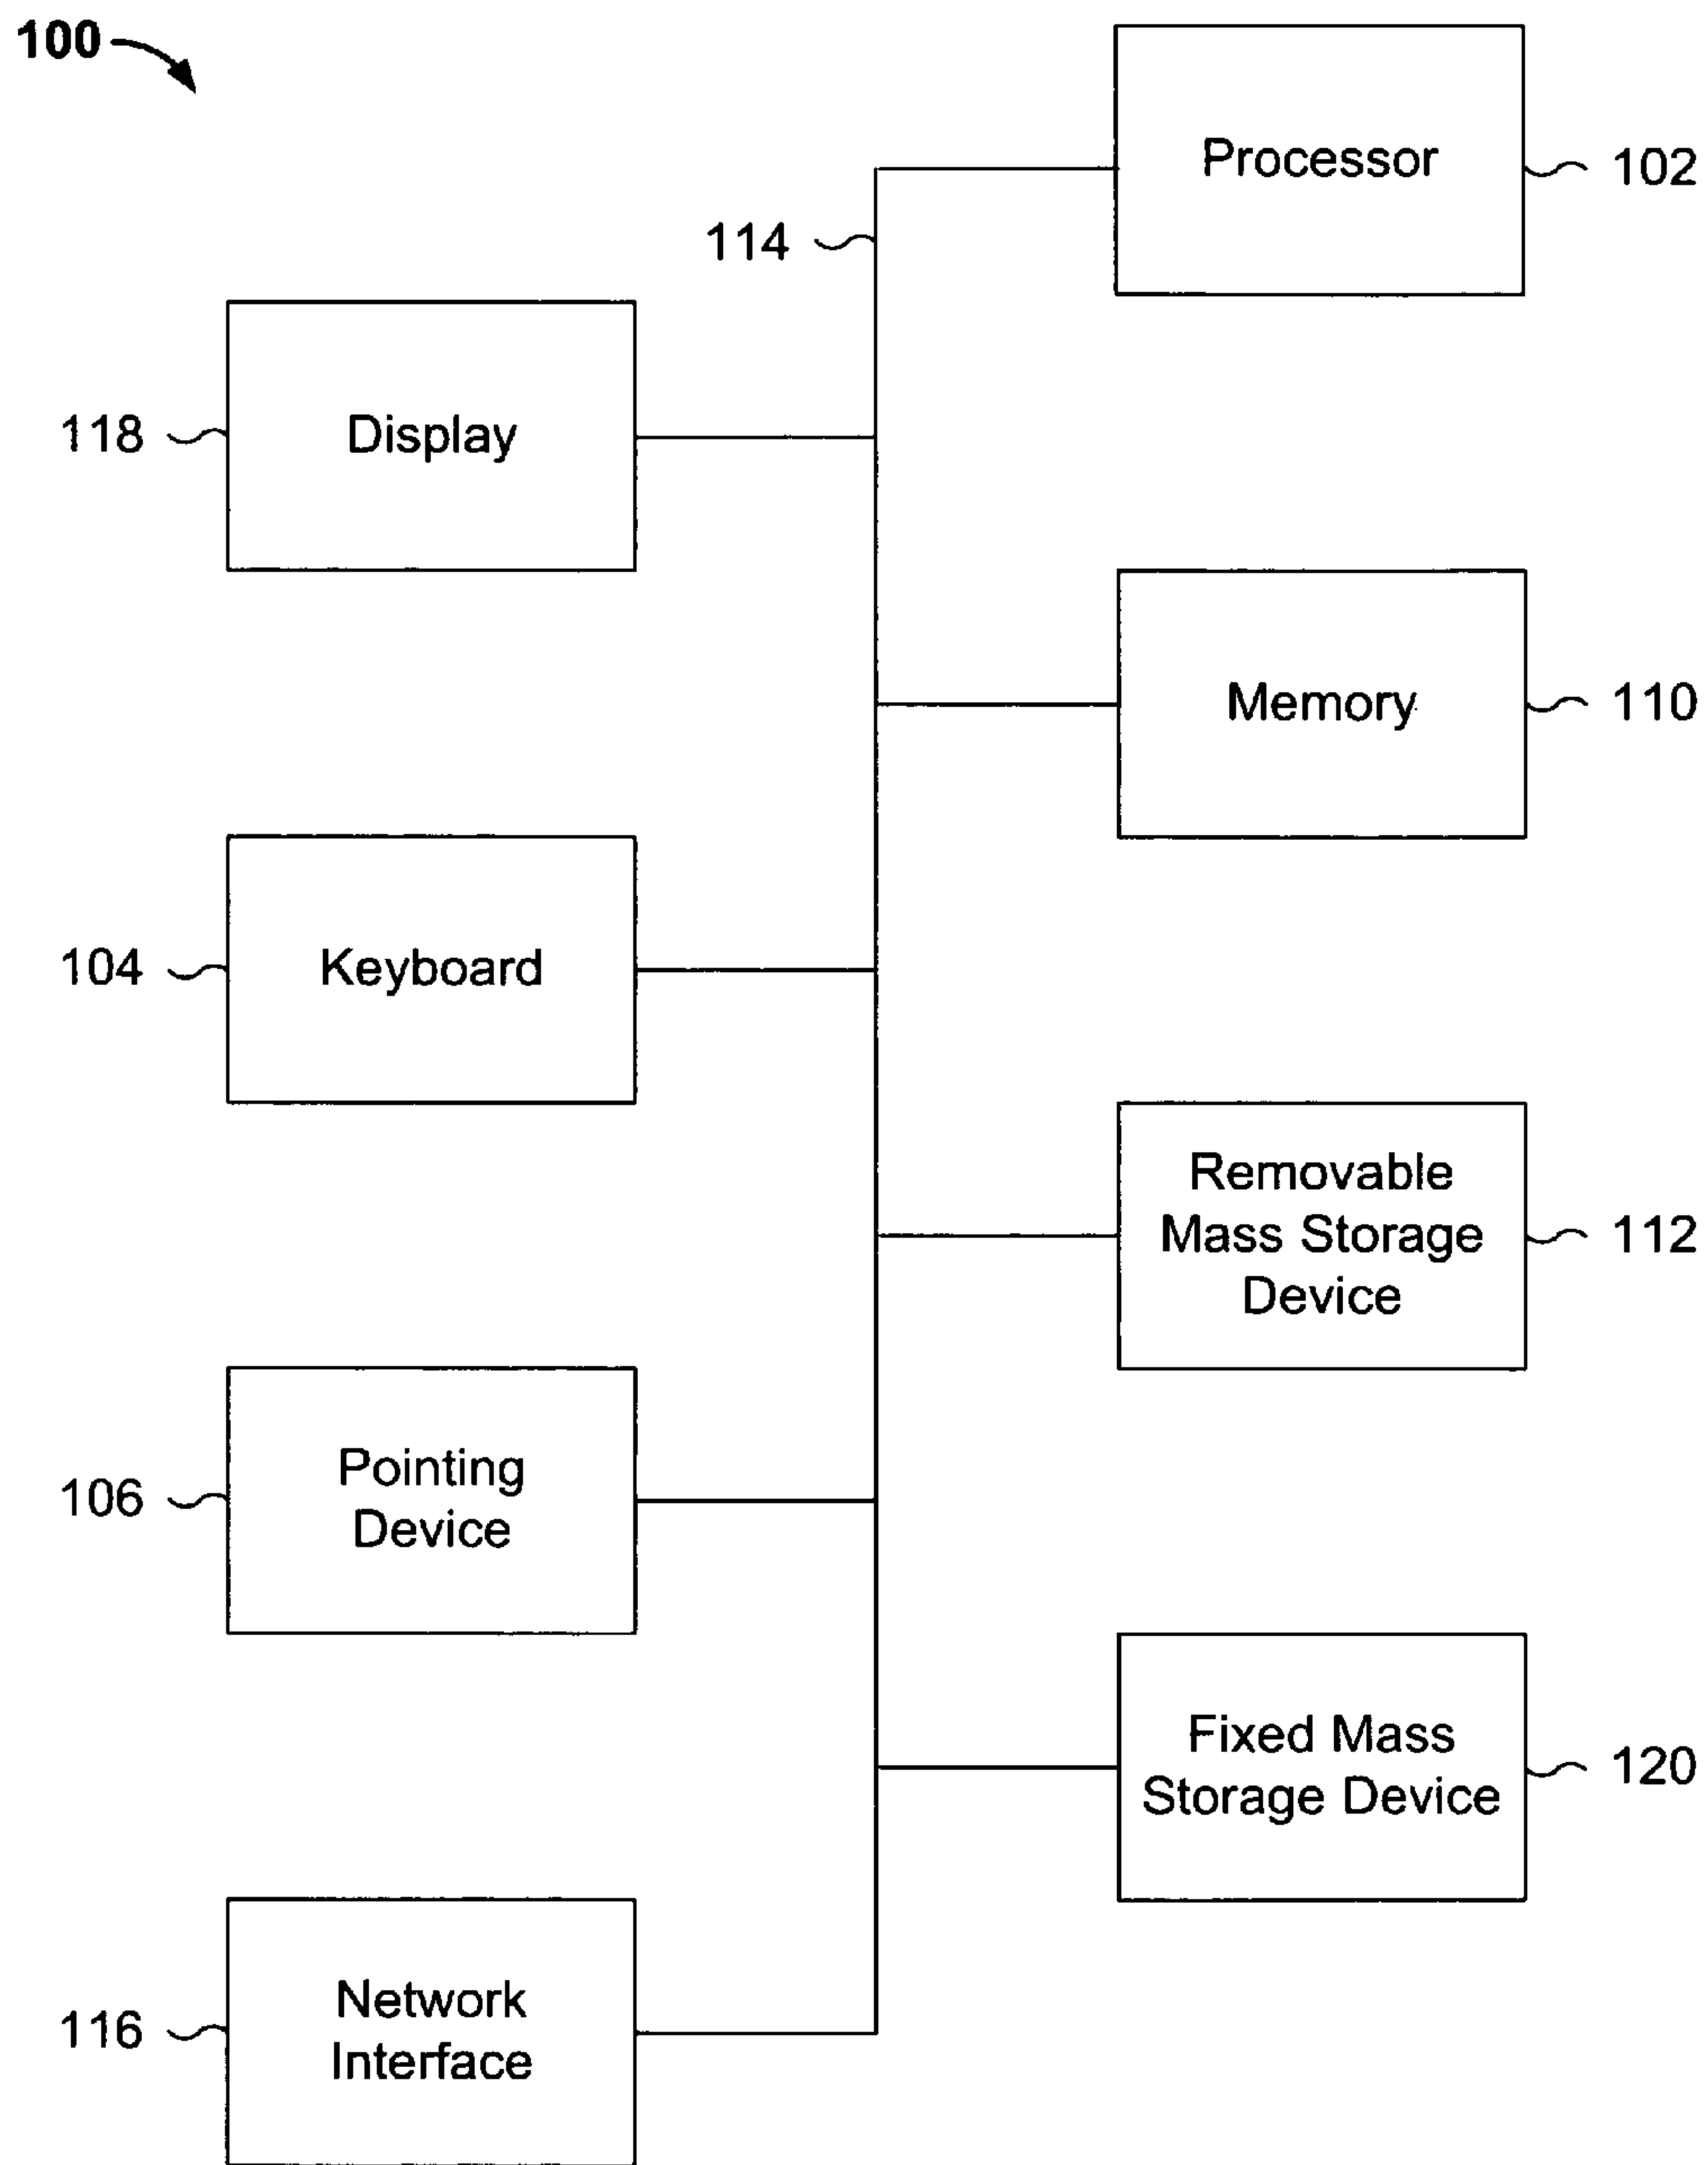 100
Processor
102
114
118
Display
Memory
110
104
Keyboard
Removable
Mass Storage
Device
112
106
Pointing
Device
Fixed Mass
Storage Device
120
116
Network
Interface